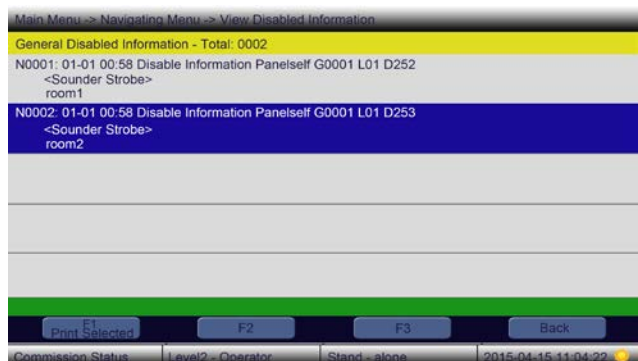 Main Menu -> Navigating Menu -> View Disabled Information
General Disabled Information - Total: 0002
N0001: 01-01 00:58 Disable Information Panelself G0001 L01 D252
<Sounder Strobe>
room1
N0002: 01-01 00:58 Disable Information Panelself G0001 L01 D253
<Sounder Strobe>
room2
F1
Print Selected
F2
F3
Back
Commission Status
Level2 - Operator
Stand - alone
2015-04-15 11:04:22